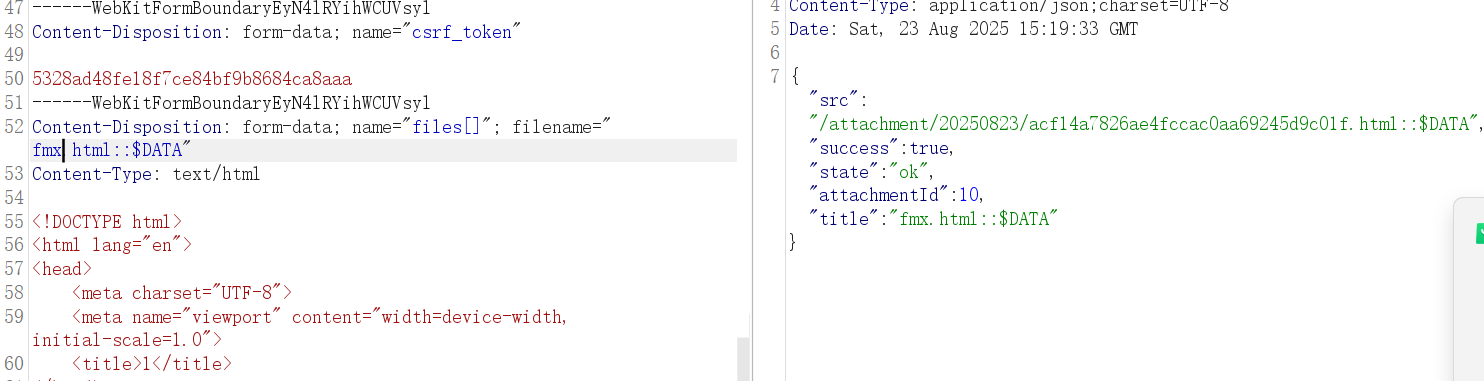 47 ------WebKitFormBoundaryEyN4lRYihWCUVsyl
48 Content-Disposition: form-data; name="csrf_token"
49
50 5328ad48fe18f7ce84bf9b8684ca8aaa
51 ------WebKitFormBoundaryEyN4lRYihWCUVsyl
52 Content-Disposition: form-data; name="files[]"; filename="
fmx.html::$DATA"
53 Content-Type: text/html
54
55 <!DOCTYPE html>
56 <html lang="en">
57 <head>
58 <meta charset="UTF-8">
59 <meta name="viewport" content="width=device-width,
initial-scale=1.0">
60 <title>1</title>
4 Content-Type: application/json;charset=UTF-8
5 Date: Sat, 23 Aug 2025 15:19:33 GMT
6
7 {
"src":
"/attachment/20250823/acf14a7826ae4fccac0aa69245d9c01f.html::$DATA",
"success":true,
"state":"ok",
"attachmentId":10,
"title":"fmx.html::$DATA"
}